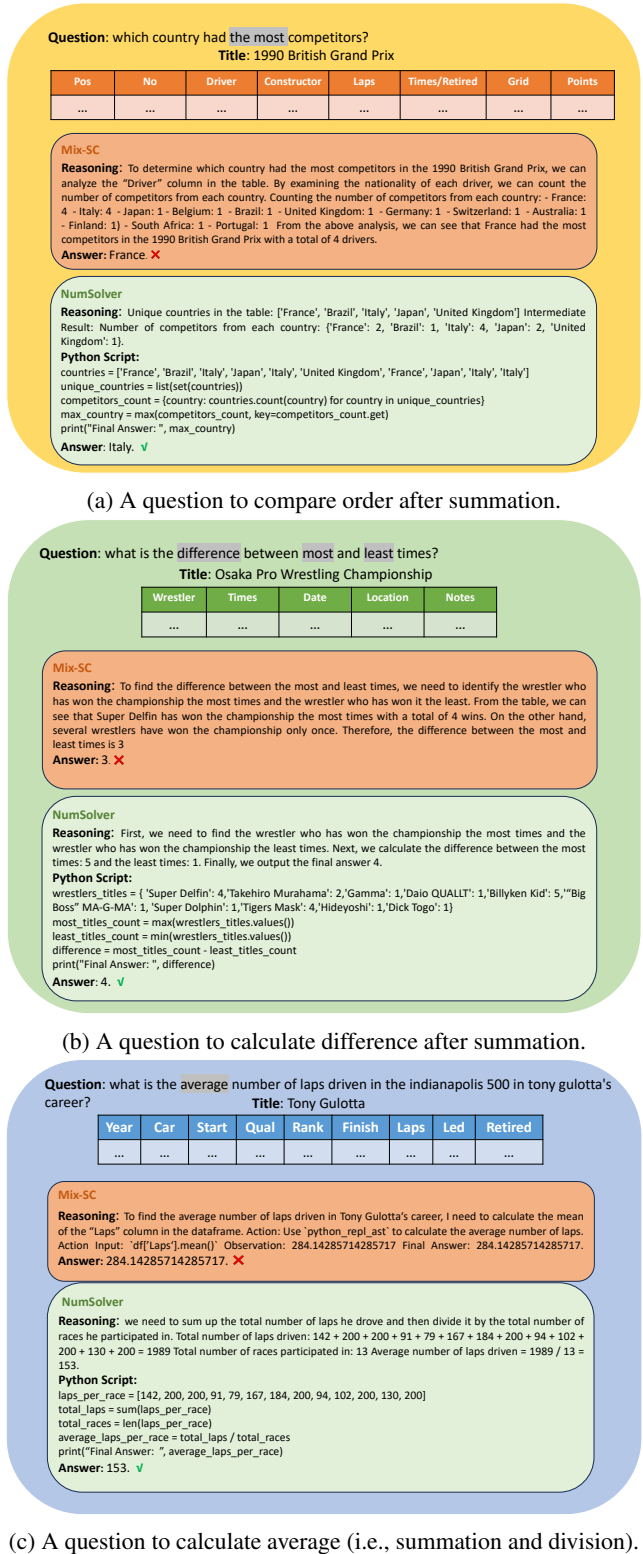 Question: which country had the most competitors?
Title: 1990 British Grand Prix
Pos No Driver Constructor Laps Times/Retired Grid Points
... ... ... ... ... ... ... ...
Mix-SC
Reasoning: To determine which country had the most competitors in the 1990 British Grand Prix, we can
analyze the “Driver” column in the table. By examining the nationality of each driver, we can count the
number of competitors from each country. Counting the number of competitors from each country: - France:
4 - Italy: 4 - Japan: 1 - Belgium: 1 - Brazil: 1 - United Kingdom: 1 - Germany: 1 - Switzerland: 1 - Australia: 1
- Finland: 1) - South Africa: 1 - Portugal: 1 From the above analysis, we can see that France had the most
competitors in the 1990 British Grand Prix with a total of 4 drivers.
Answer: France. ✕
NumSolver
Reasoning: Unique countries in the table: ['France', 'Brazil', 'Italy', 'Japan', 'United Kingdom'] Intermediate
Result: Number of competitors from each country: {'France': 2, 'Brazil': 1, 'Italy': 4, 'Japan': 2, 'United
Kingdom': 1}.
Python Script:
countries = ['France', 'Brazil', 'Italy', 'Japan', 'Italy', 'United Kingdom', 'France', 'Japan', 'Italy', 'Italy']
unique_countries = list(set(countries))
competitors_count = {country: countries.count(country) for country in unique_countries}
max_country = max(competitors_count, key=competitors_count.get)
print("Final Answer: ", max_country)
Answer: Italy. √
(a) A question to compare order after summation.
Question: what is the difference between most and least times?
Title: Osaka Pro Wrestling Championship
Wrestler Times Date Location Notes
... ... ... ... ...
Mix-SC
Reasoning: To find the difference between the most and least times, we need to identify the wrestler who
has won the championship the most times and the wrestler who has won it the least. From the table, we can
see that Super Delfin has won the championship the most times with a total of 4 wins. On the other hand,
several wrestlers have won the championship only once. Therefore, the difference between the most and
least times is 3
Answer: 3. ✕
NumSolver
Reasoning: First, we need to find the wrestler who has won the championship the most times and the
wrestler who has won the championship the least times. Next, we calculate the difference between the most
times: 5 and the least times: 1. Finally, we output the final answer 4.
Python Script:
wrestlers_titles = { 'Super Delfin': 4,'Takehiro Murahama': 2,'Gamma': 1,'Daio QUALLT': 1,'Billyken Kid': 5,'“Big
Boss” MA-G-MA': 1, 'Super Dolphin': 1,'Tigers Mask': 4,'Hideyoshi': 1,'Dick Togo': 1}
most_titles_count = max(wrestlers_titles.values())
least_titles_count = min(wrestlers_titles.values())
difference = most_titles_count - least_titles_count
print("Final Answer: ", difference)
Answer: 4. √
(b) A question to calculate difference after summation.
Question: what is the average number of laps driven in the indianapolis 500 in tony gulotta's
career?
Title: Tony Gulotta
Year Car Start Qual Rank Finish Laps Led Retired
... ... ... ... ... ... ... ... ...
Mix-SC
Reasoning: To find the average number of laps driven in Tony Gulotta’s career, I need to calculate the mean
of the “Laps” column in the dataframe. Action: Use `python_repl_ast` to calculate the average number of laps.
Action Input: `df['Laps'].mean()` Observation: 284.14285714285717 Final Answer: 284.14285714285717.
Answer: 284.14285714285717. ✕
NumSolver
Reasoning: we need to sum up the total number of laps he drove and then divide it by the total number of
races he participated in. Total number of laps driven: 142 + 200 + 200 + 91 + 79 + 167 + 184 + 200 + 94 + 102 +
200 + 130 + 200 = 1989 Total number of races participated in: 13 Average number of laps driven = 1989 / 13 =
153.
Python Script:
laps_per_race = [142, 200, 200, 91, 79, 167, 184, 200, 94, 102, 200, 130, 200]
total_laps = sum(laps_per_race)
total_races = len(laps_per_race)
average_laps_per_race = total_laps / total_races
print(“Final Answer: ”, average_laps_per_race)
Answer: 153. √
(c) A question to calculate average (i.e., summation and division).